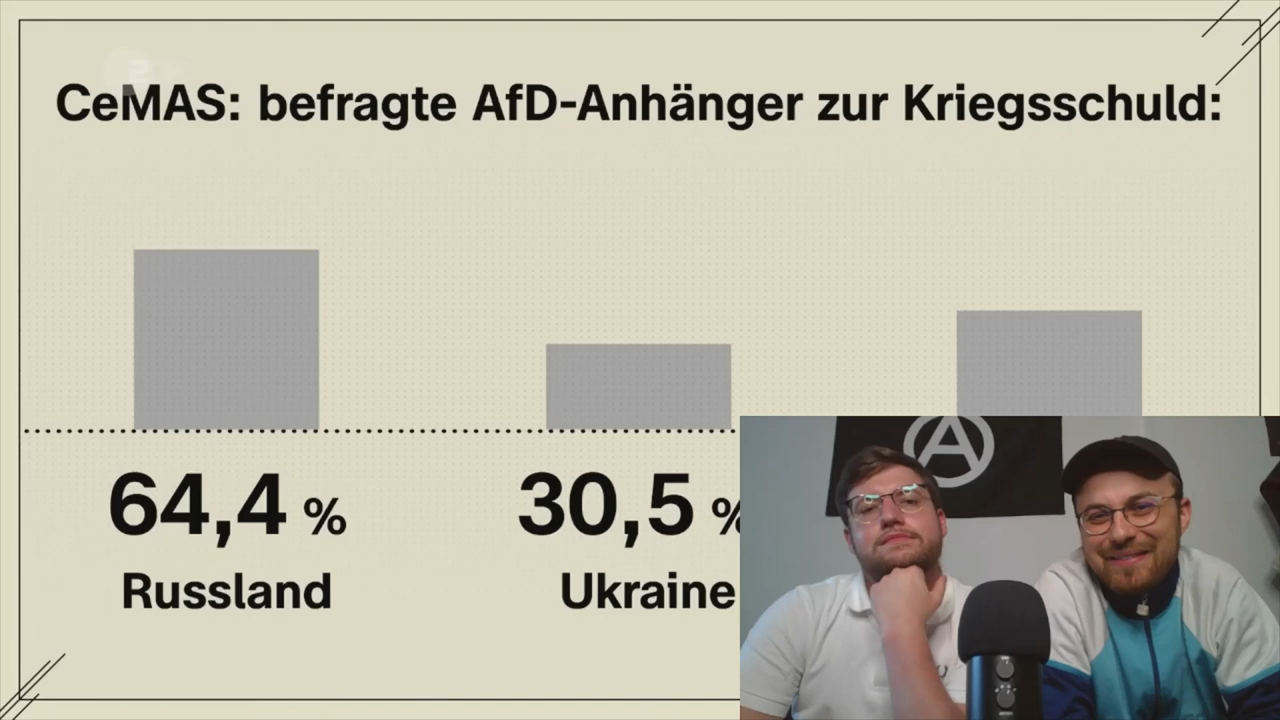 CeMAS: befragte AfD-Anhänger zur Kriegsschuld:
64,4 %
30,5 %
Russland
Ukraine